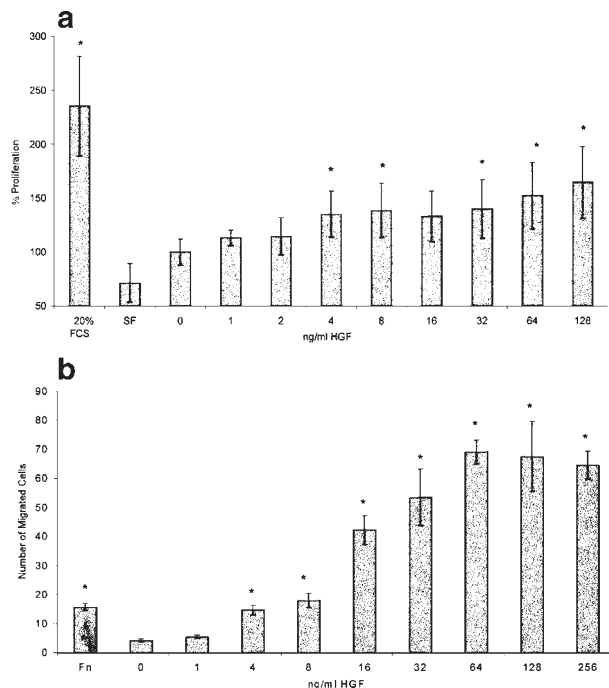 a
*
300
250
200
150
100
50
% Proliferation
* * * * *
20% SF 0 1 2 4 8 16 32 64 128
FCS
ng/ml HGF
b
90
80
70
60
50
40
30
20
10
0
Number of Migrated Cells
* * * * * * * *
Fn 0 1 4 8 16 32 64 128 256
ng/ml HGF